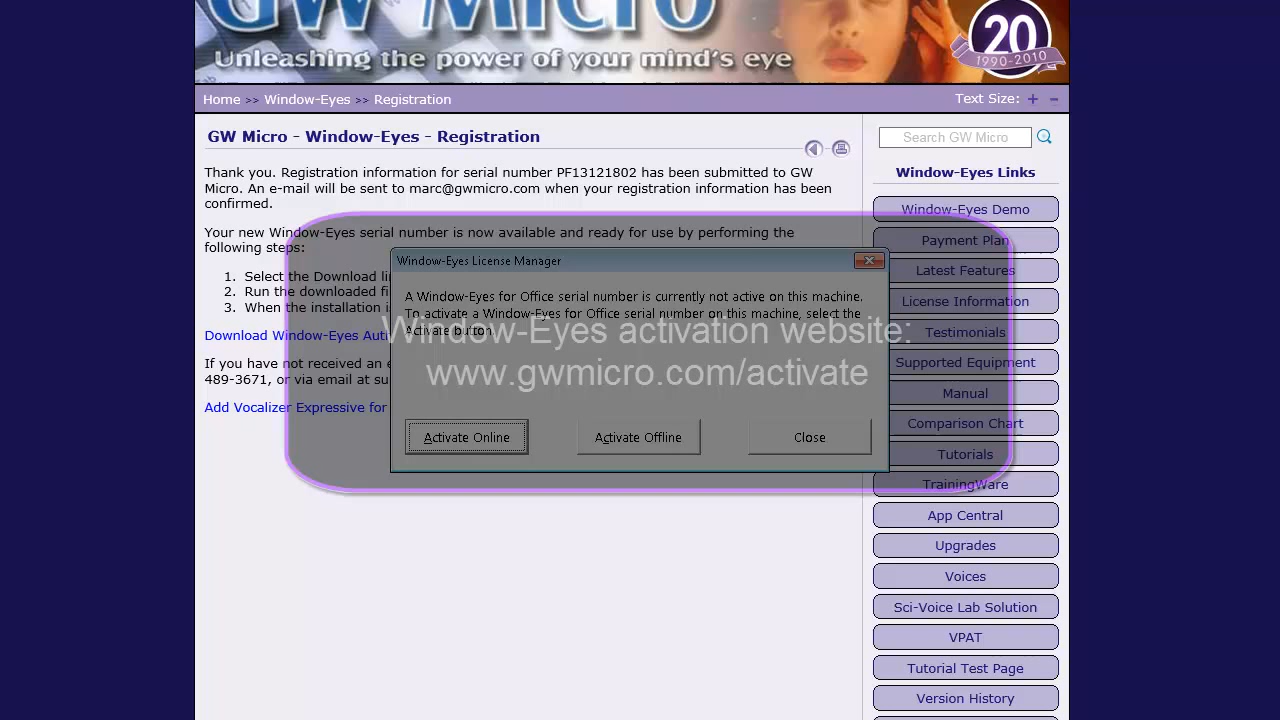 GW Micro
Unleashing the power of your mind's eye
20
1990-2010
Home >> Window-Eyes >> Registration
Text Size: + -
GW Micro - Window-Eyes - Registration
Thank you. Registration information for serial number PF13121802 has been submitted to GW
Micro. An e-mail will be sent to marc@gwmicro.com when your registration information has been
confirmed.
Your new Window-Eyes serial number is now available and ready for use by performing the
following steps:
1. Select the Download
2. Run the downloaded
3. When the installation
Download Window-Eyes
If you have not received an
489-3671, or via email at
Add Vocalizer Expressive for
Window-Eyes License Manager
A Window-Eyes for Office serial number is currently not active on this machine.
To activate a Window-Eyes for Office serial number on this machine, select the
Activate button.
Activate Online
Activate Offline
Close
Window-Eyes activation website:
www.gwmicro.com/activate
Search GW Micro
Window-Eyes Links
Window-Eyes Demo
Payment Plan
Latest Features
License Information
Testimonials
Supported Equipment
Manual
Comparison Chart
Tutorials
TrainingWare
App Central
Upgrades
Voices
Sci-Voice Lab Solution
VPAT
Tutorial Test Page
Version History